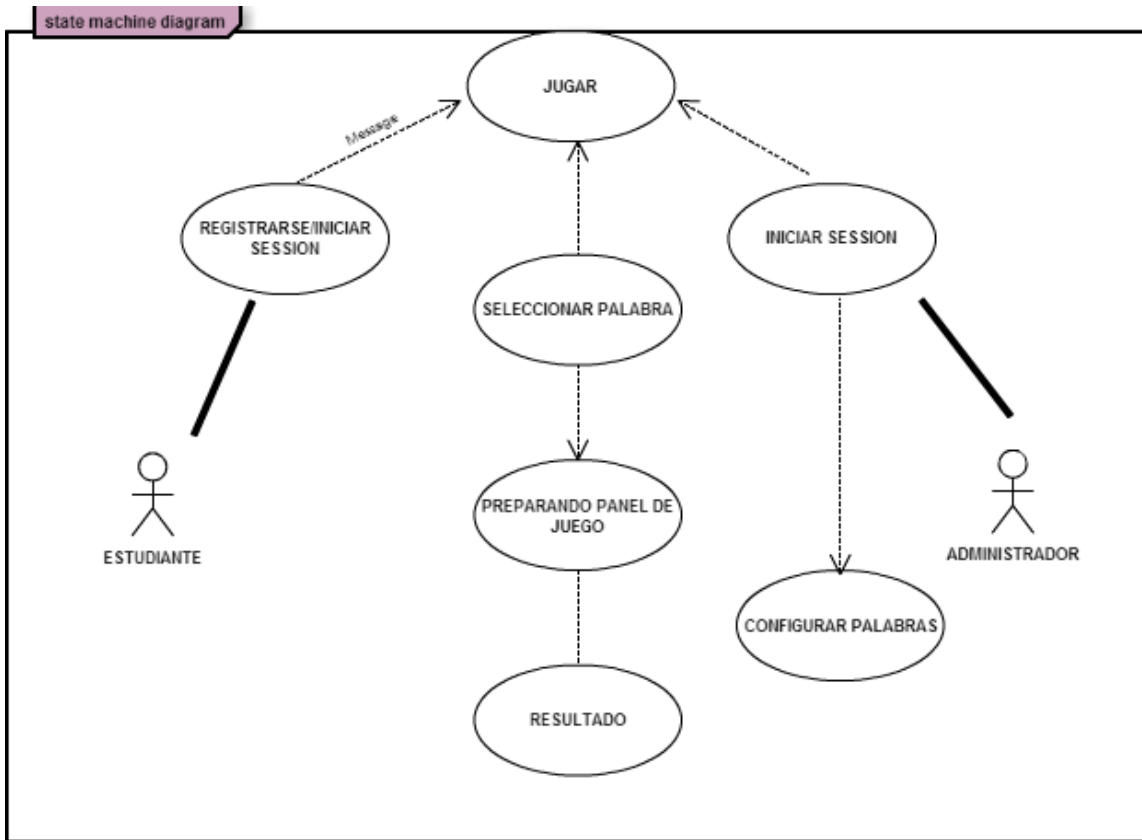 state machine diagram
JUGAR
Message
REGISTRARSE/INICIAR
SESSION
INICIAR SESSION
SELECCIONAR PALABRA
PREPARANDO PANEL DE
JUEGO
ESTUDIANTE
ADMINISTRADOR
CONFIGURAR PALABRAS
RESULTADO